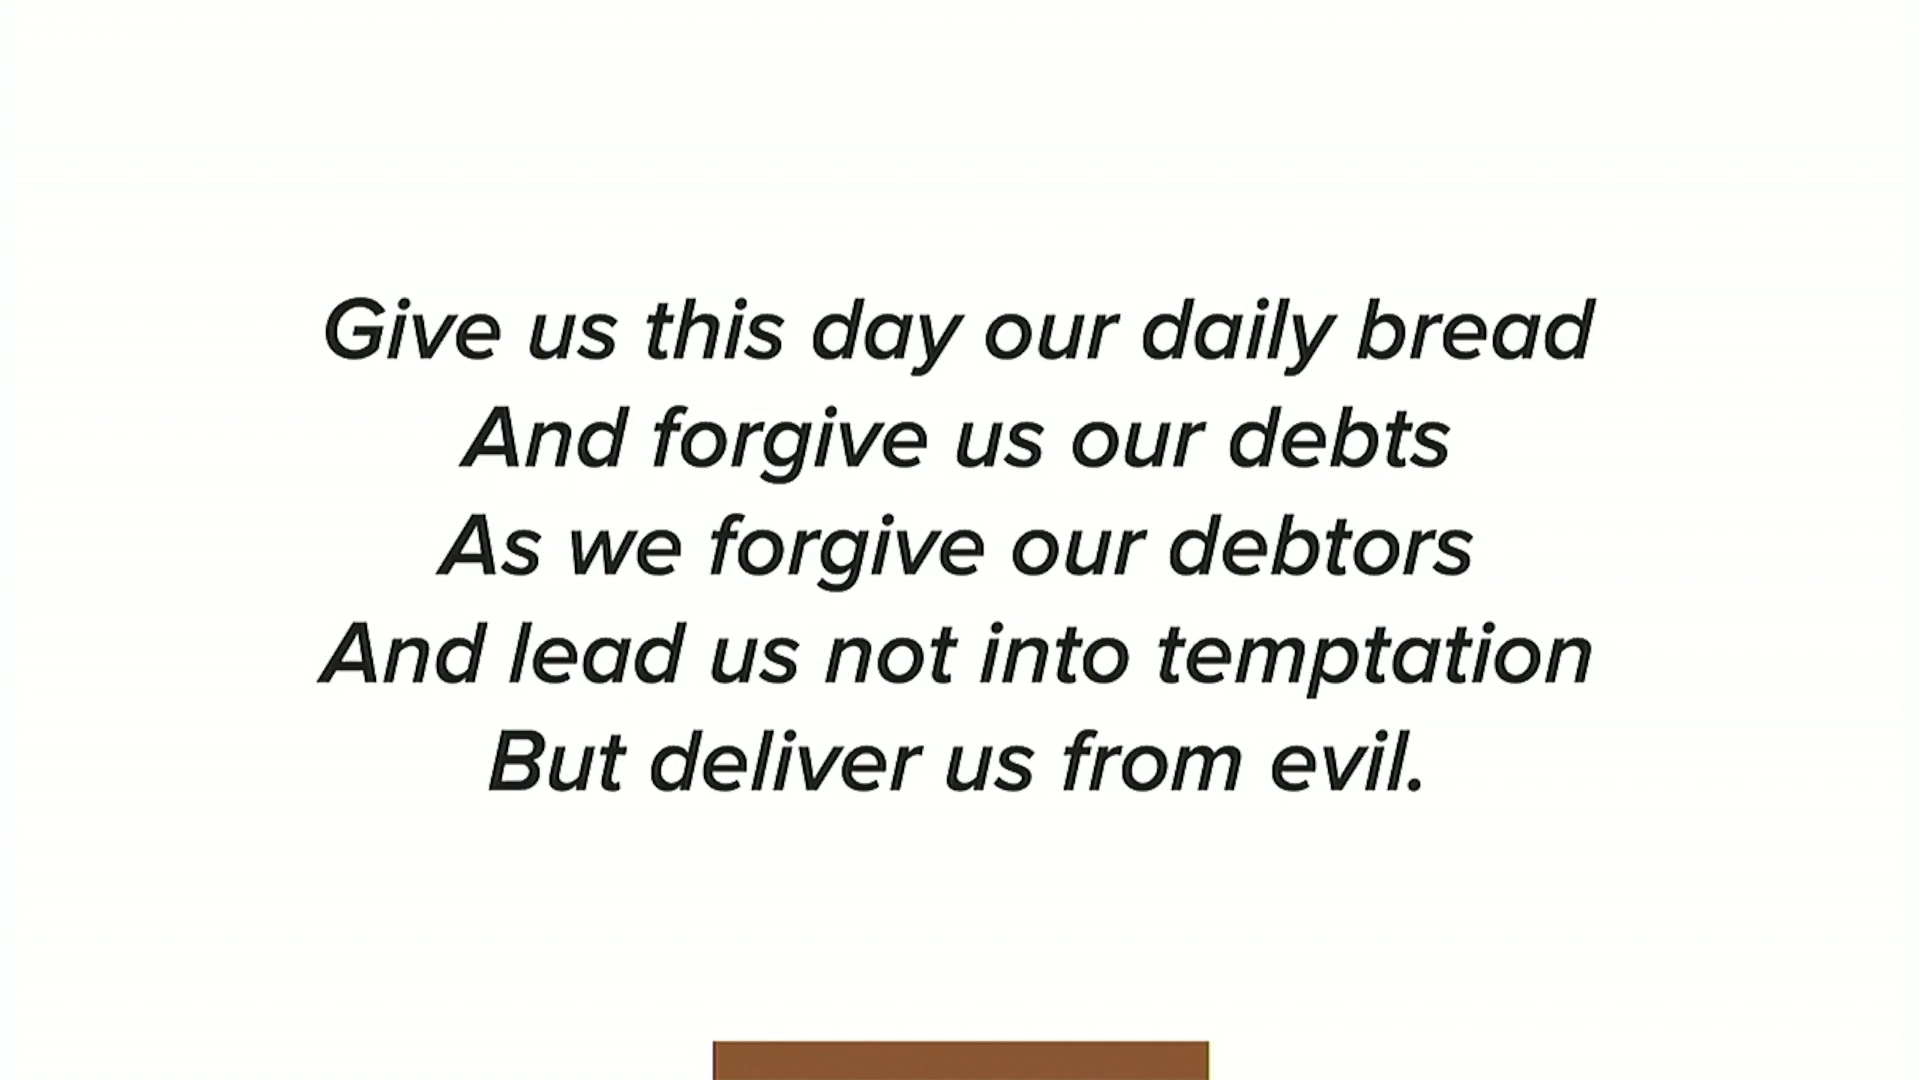 Give us this day our daily bread
And forgive us our debts
As we forgive our debtors
And lead us not into temptation
But deliver us from evil.